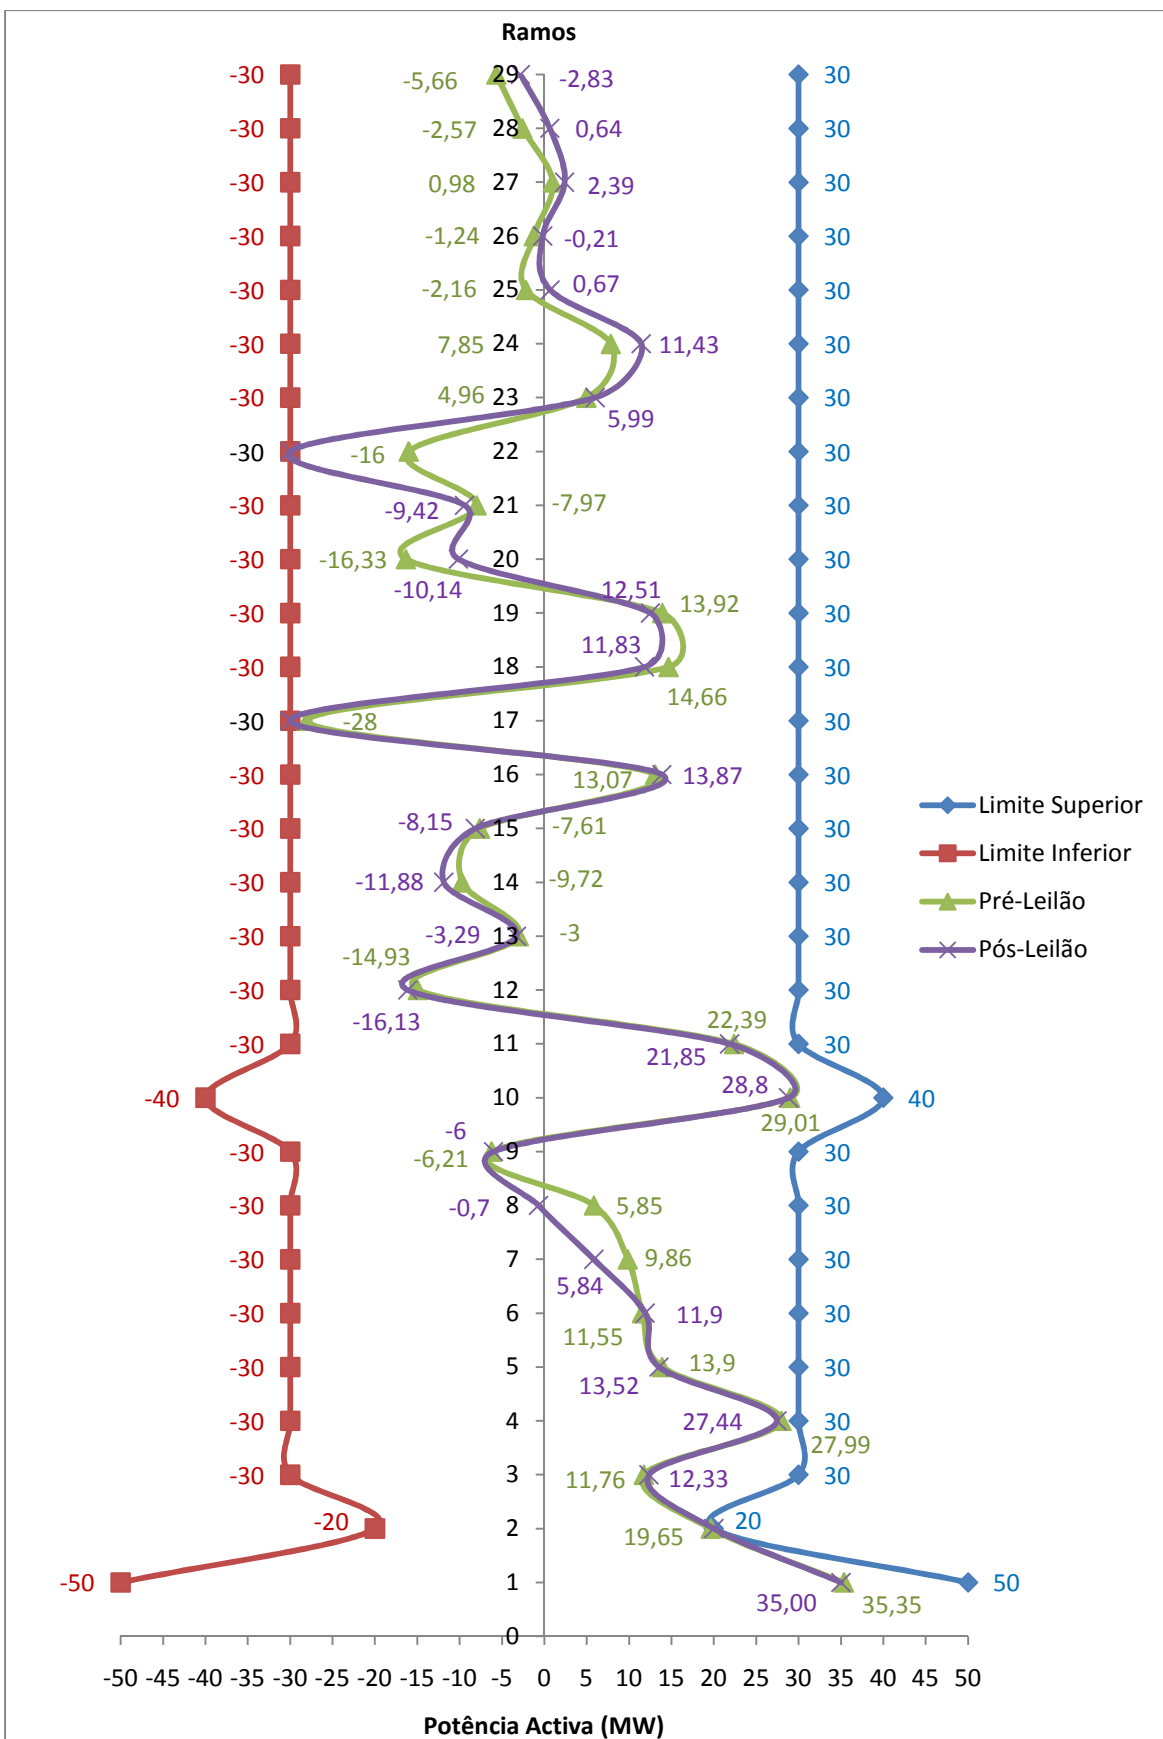 Ramos
-30 -5,66 29 -2,83 30
-30 -2,57 28 0,64 30
-30 0,98 27 2,39 30
-30 -1,24 26 -0,21 30
-30 -2,16 25 0,67 30
-30 7,85 24 11,43 30
-30 4,96 23 5,99 30
-30 -16 22 30
-30 -9,42 21 -7,97 30
-30 -16,33 20 30
-10,14 12,51
-30 19 13,92 30
11,83
-30 18 30
14,66
-30 -28 17 30
-30 16 13,07 13,87 30
-30 -8,15 15 -7,61 30
-30 -11,88 14 -9,72 30
-30 -3,29 13 -3 30
-14,93
-30 12 30
-16,13 22,39
-30 11 21,85 30
28,8
-40 10 40
29,01
-6
-30 -6,21 9 30
-30 -0,7 8 5,85 30
-30 7 9,86 30
5,84
-30 6 11,9 30
11,55
-30 5 13,9 30
13,52
-30 4 27,44 30
27,99
-30 3 11,76 12,33 30
-20 2 19,65 20
-50 1 50
35,00 35,35
0
-50 -45 -40 -35 -30 -25 -20 -15 -10 -5 0 5 10 15 20 25 30 35 40 45 50
Potência Activa (MW)
Limite Superior
Limite Inferior
Pré-Leilão
Pós-Leilão